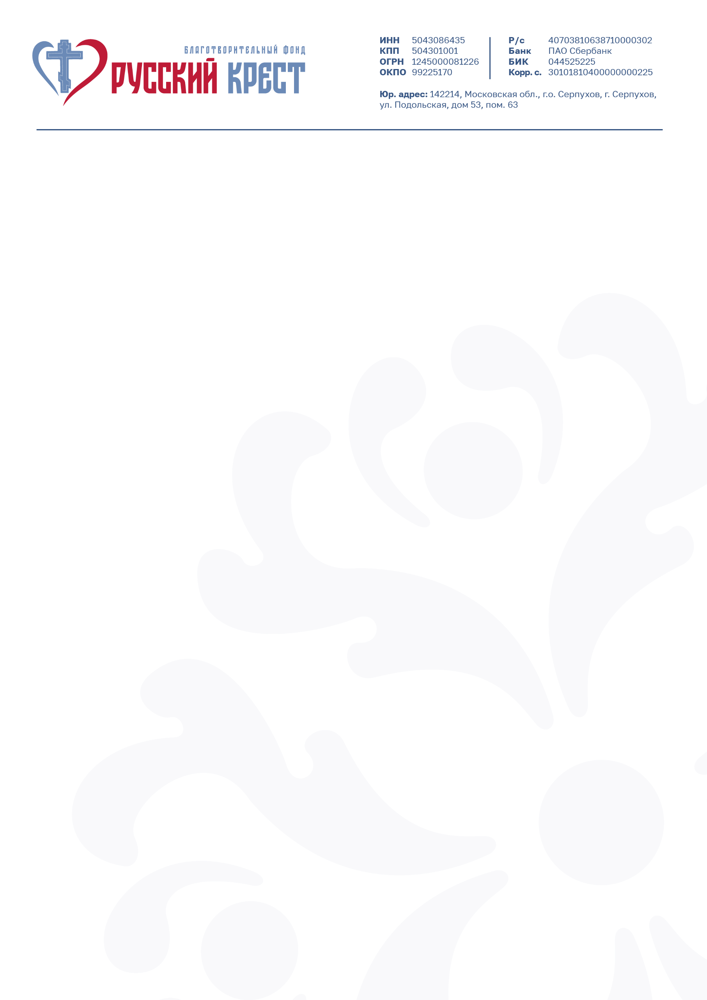 БЛАГОТВОРИТЕЛЬНЫЙ ФОНД
РУССКИЙ КРЕСТ
ИНН 5043086435
КПП 504301001
ОГРН 1245000081226
ОКПО 99225170
Р/с 40703810638710000302
Банк ПАО Сбербанк
БИК 044525225
Корр. с. 30101810400000000225
Юр. адрес: 142214, Московская обл., г.о. Серпухов, г. Серпухов,
ул. Подольская, дом 53, пом. 63